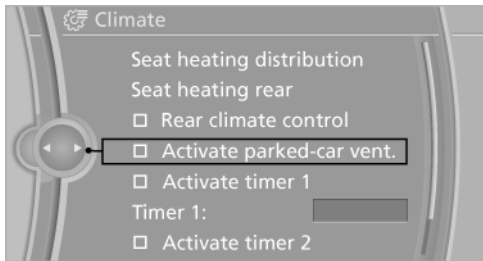 Climate
Seat heating distribution
Seat heating rear
Rear climate control
Activate parked-car vent.
Activate timer 1
Timer 1:
Activate timer 2